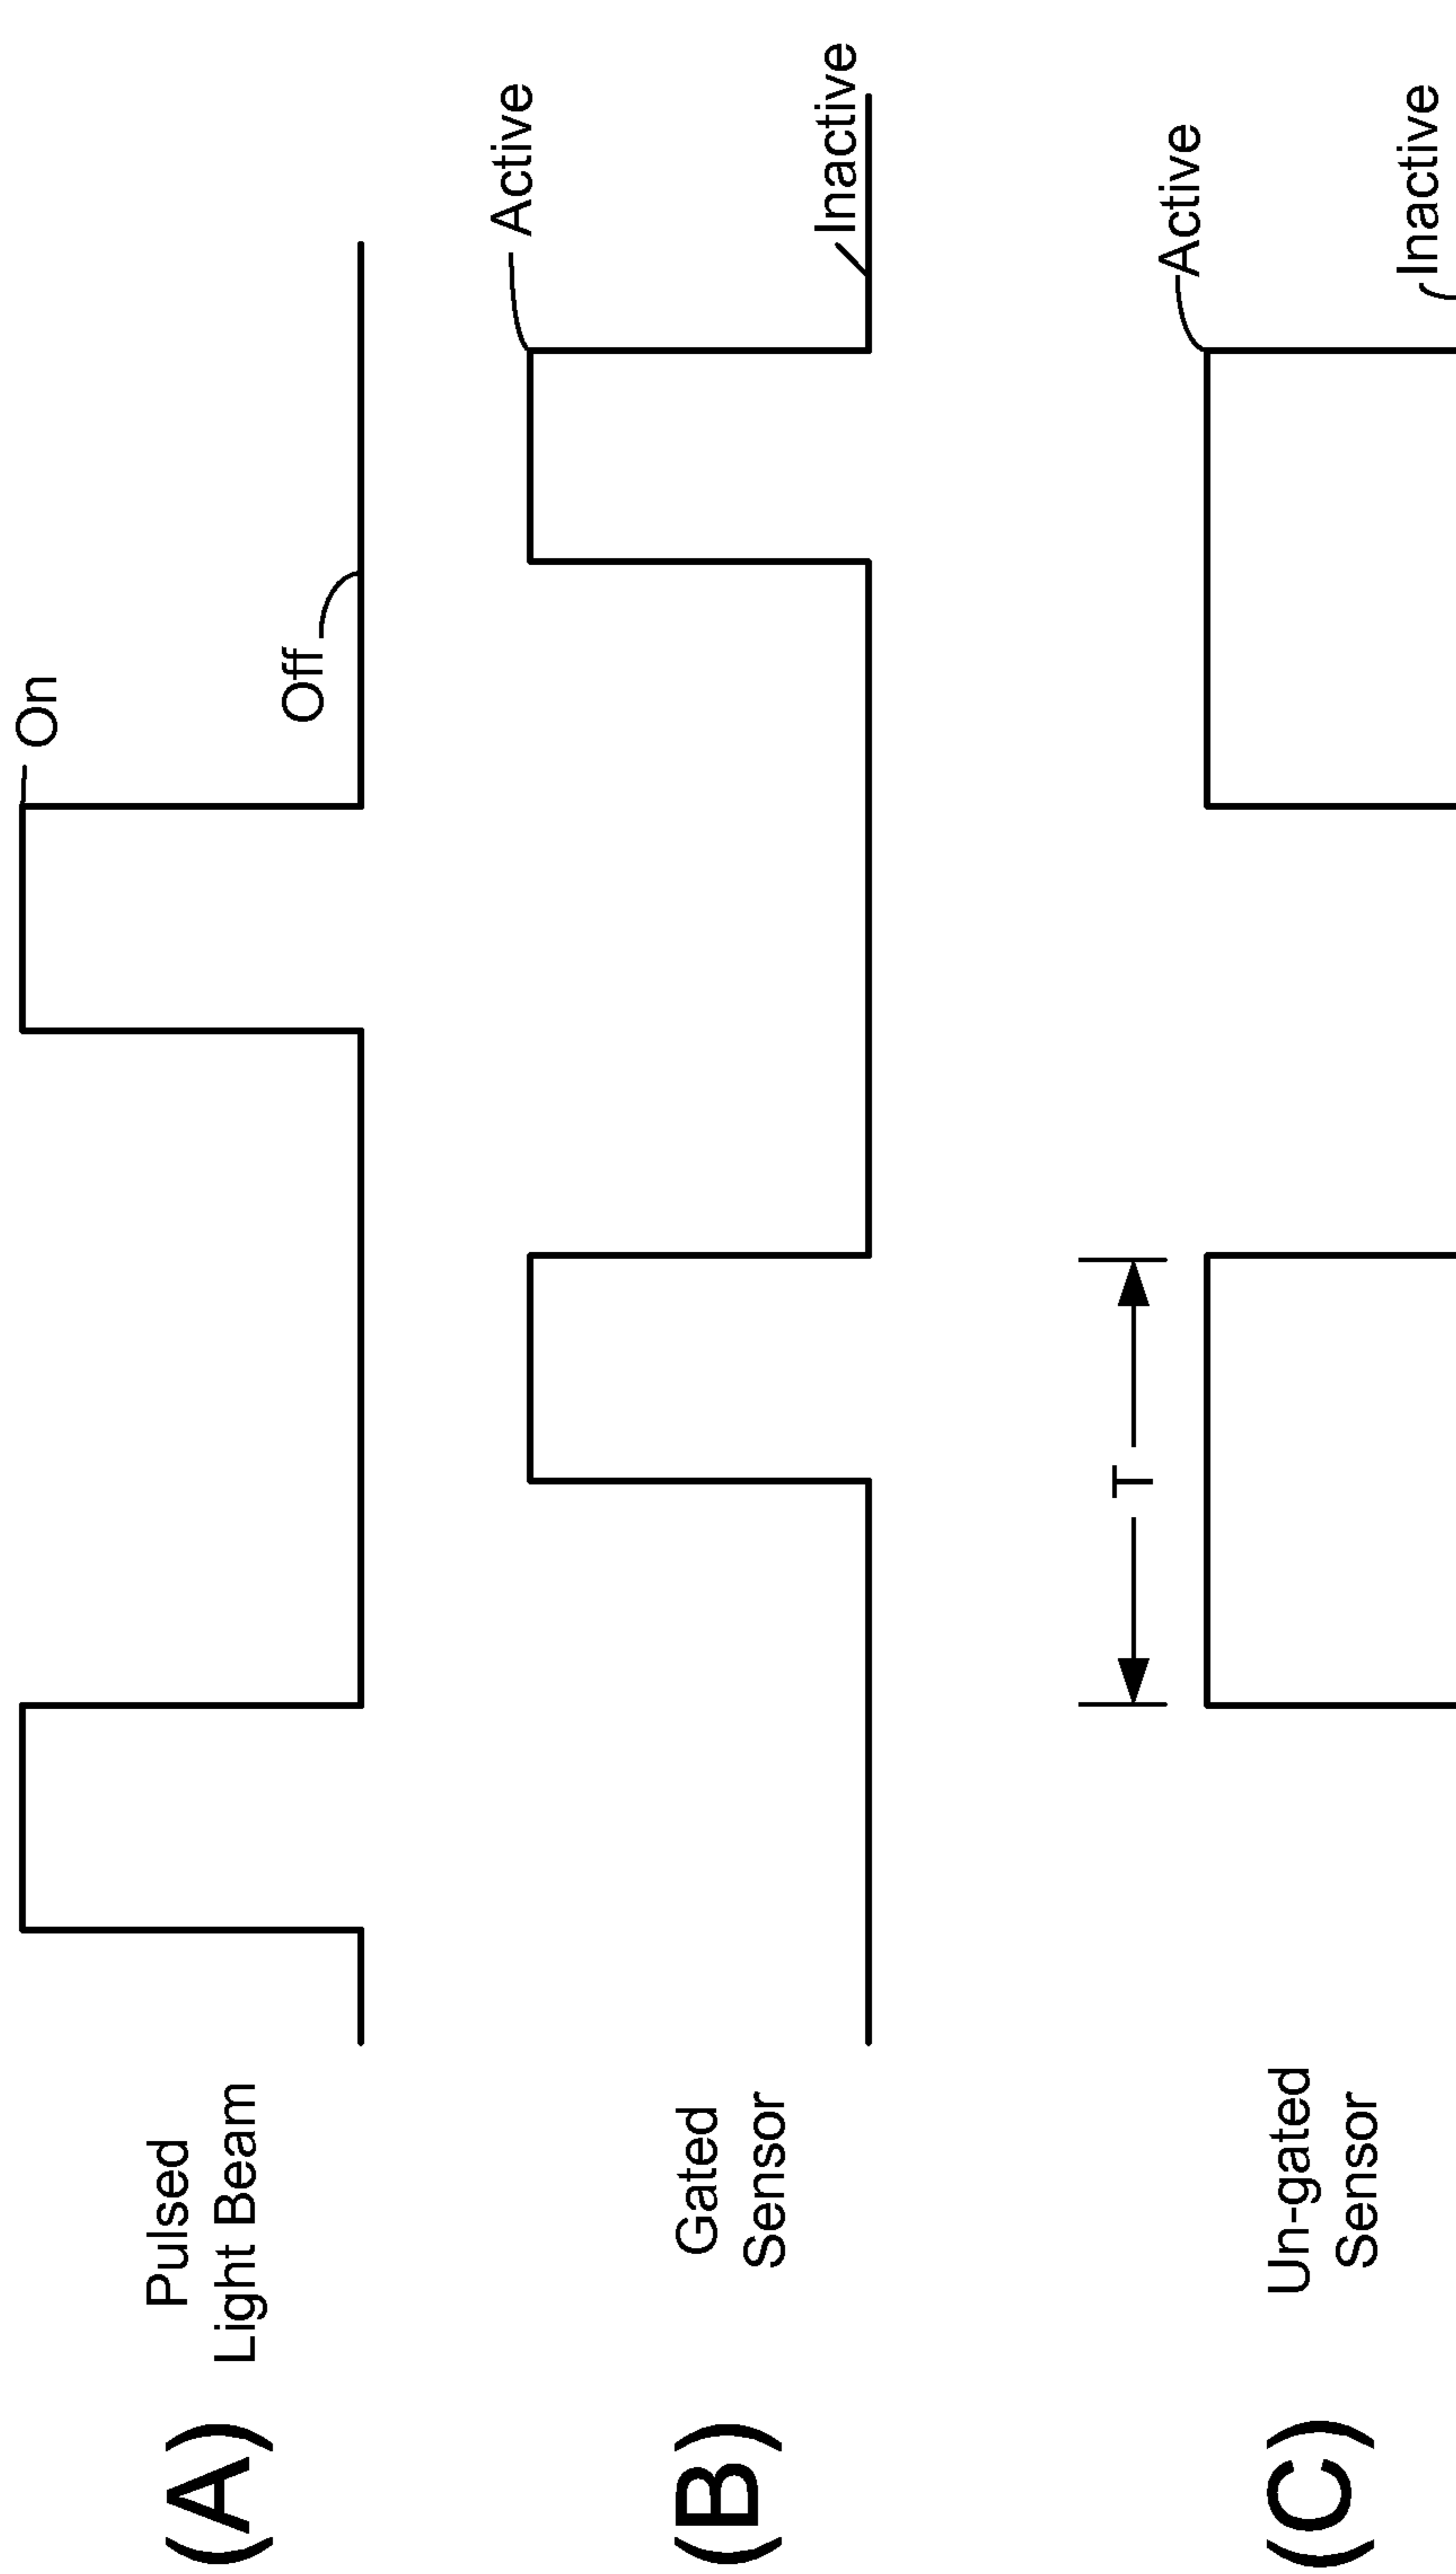 (A)
Pulsed
Light Beam
On
Off
(B)
Gated
Sensor
Active
Inactive
T
(C)
Un-gated
Sensor
Active
Inactive